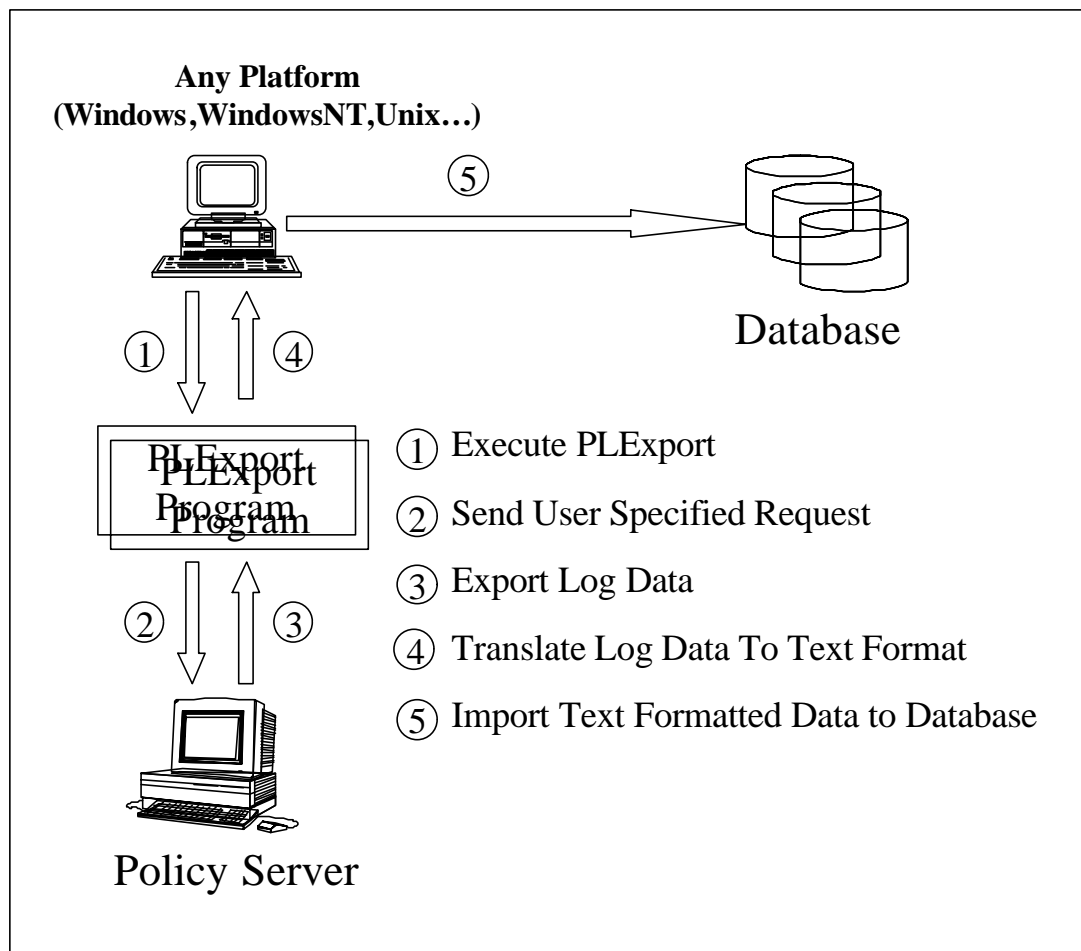 Any Platform
(Windows,WindowsNT,Unix…)
⑤
Database
① ④
PLExport
Program
PLExport
Program
① Execute PLExport
② Send User Specified Request
③ Export Log Data
④ Translate Log Data To Text Format
⑤ Import Text Formatted Data to Database
② ③
Policy Server